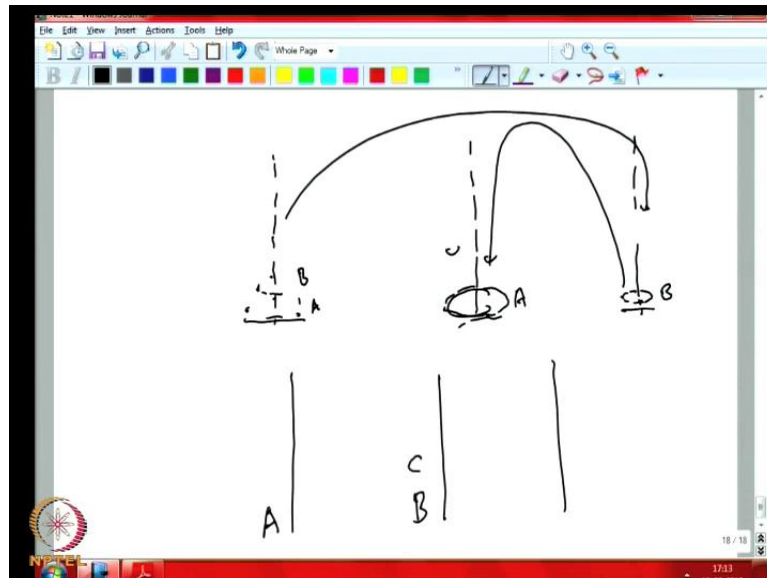 File Edit View Insert Actions Tools Help
Whole Page
B I
B
A
A
B
C
A
B
18 / 18
NPTEL
17:13